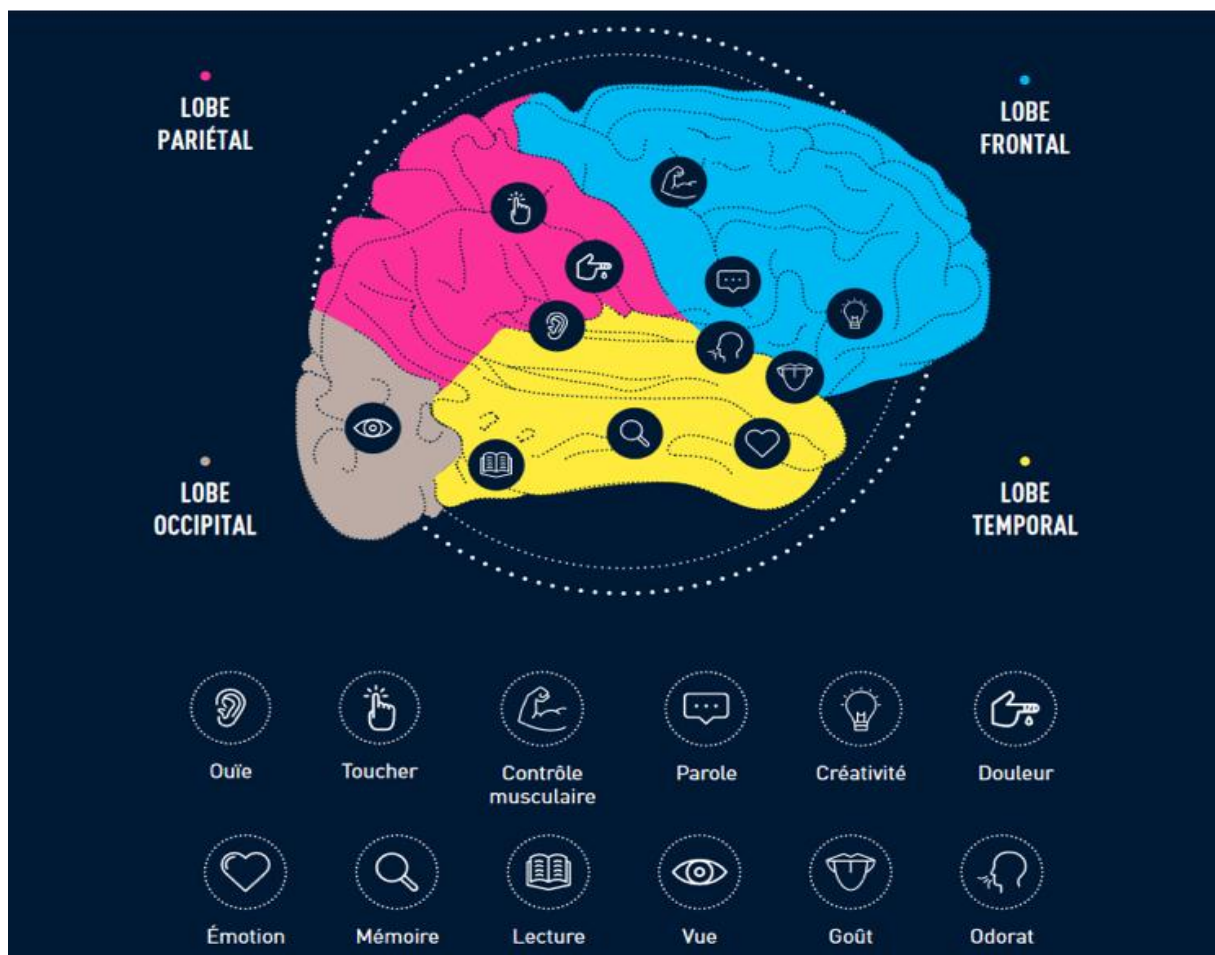 LOBE
PARIÉTAL
LOBE
FRONTAL
LOBE
OCCIPITAL
LOBE
TEMPORAL
Ouïe
Toucher
Contrôle
musculaire
Parole
Créativité
Douleur
Émotion
Mémoire
Lecture
Vue
Goût
Odorat